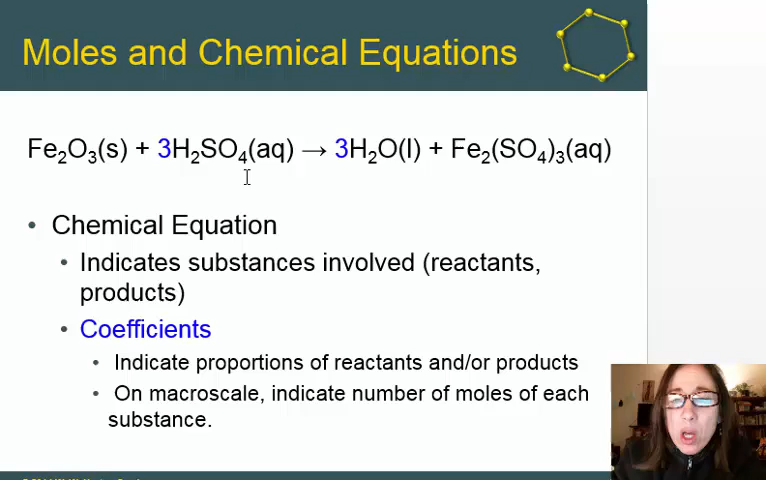 Moles and Chemical Equations
Fe₂O₃(s) + 3H₂SO₄(aq) → 3H₂O(l) + Fe₂(SO₄)₃(aq)
• Chemical Equation
• Indicates substances involved (reactants,
products)
• Coefficients
• Indicate proportions of reactants and/or products
• On macroscale, indicate number of moles of each
substance.